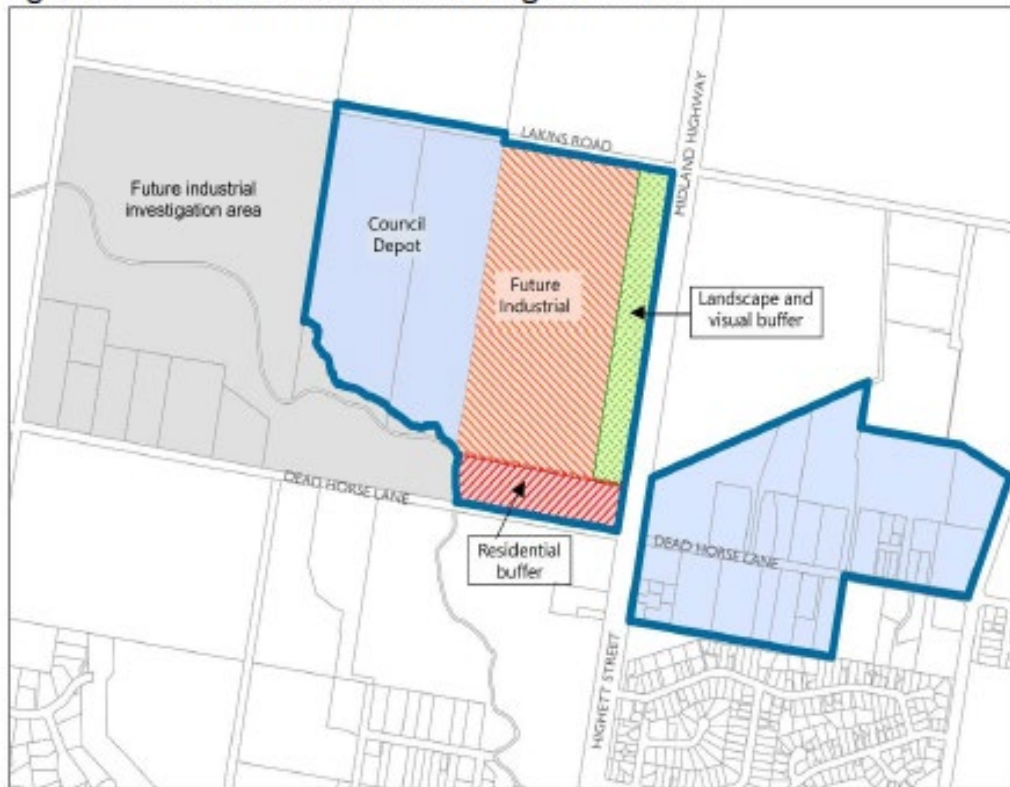 LAKINS ROAD
MIDLAND HIGHWAY
Future industrial
investigation area
Council
Depot
Future
Industrial
Landscape and
visual buffer
DEAD HORSE LANE
DEAD HORSE LANE
Residential
buffer
HIGHETT STREET